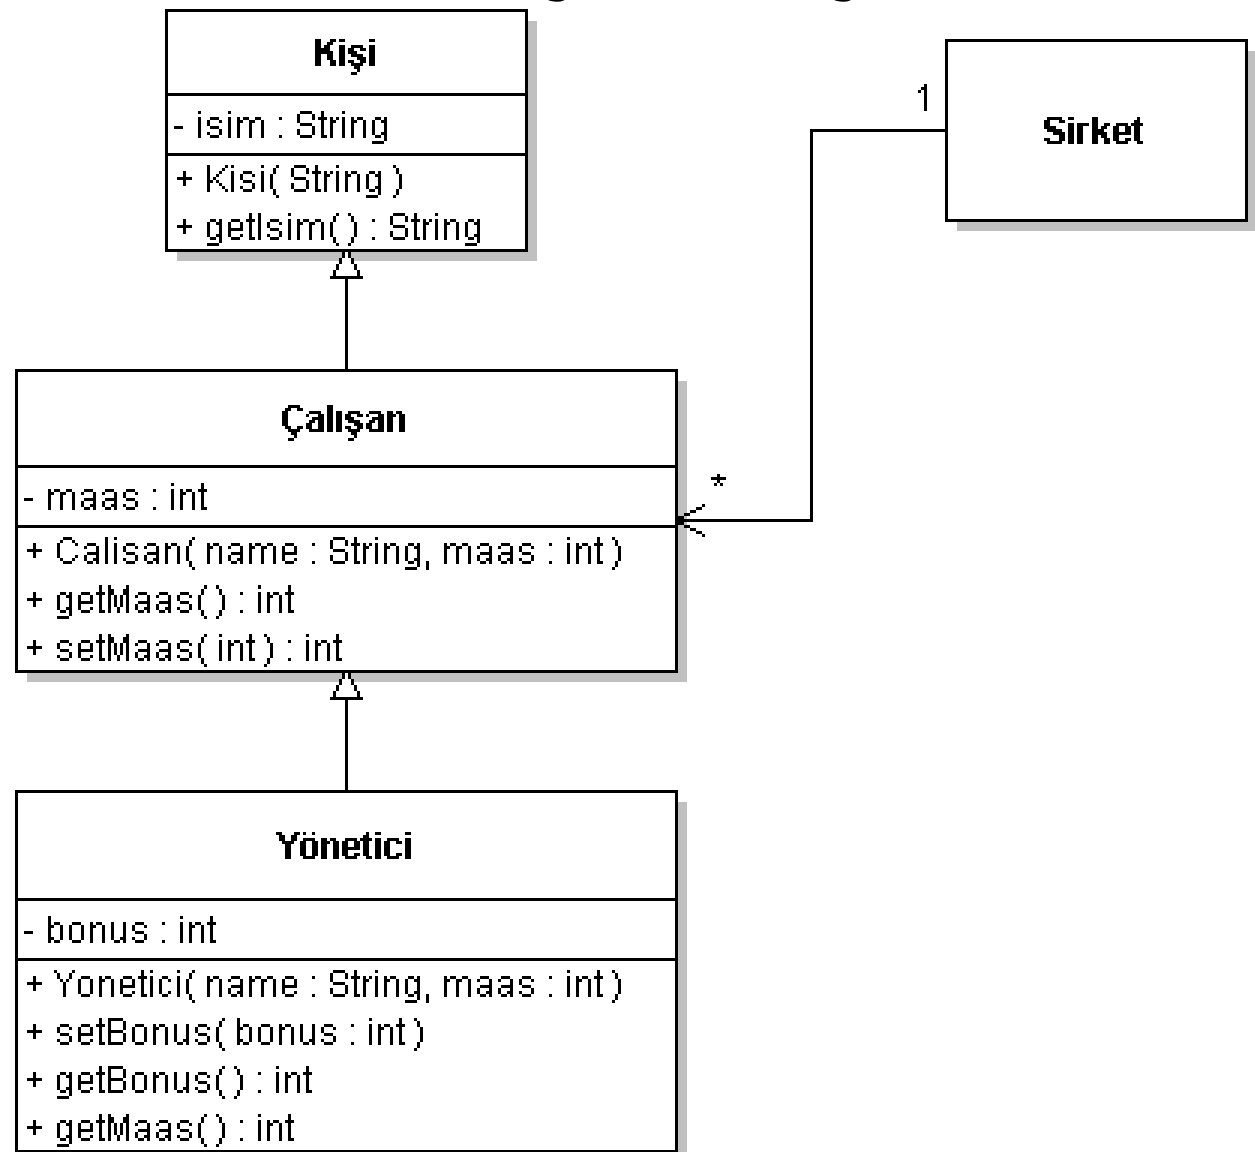 Kişi
- isim : String
+ Kisi( String )
+ getIsim() : String
1
Sirket
Çalışan
- maas : int
*
+ Calisan( name : String, maas : int )
+ getMaas() : int
+ setMaas( int ) : int
Yönetici
- bonus : int
+ Yonetici( name : String, maas : int )
+ setBonus( bonus : int )
+ getBonus() : int
+ getMaas() : int